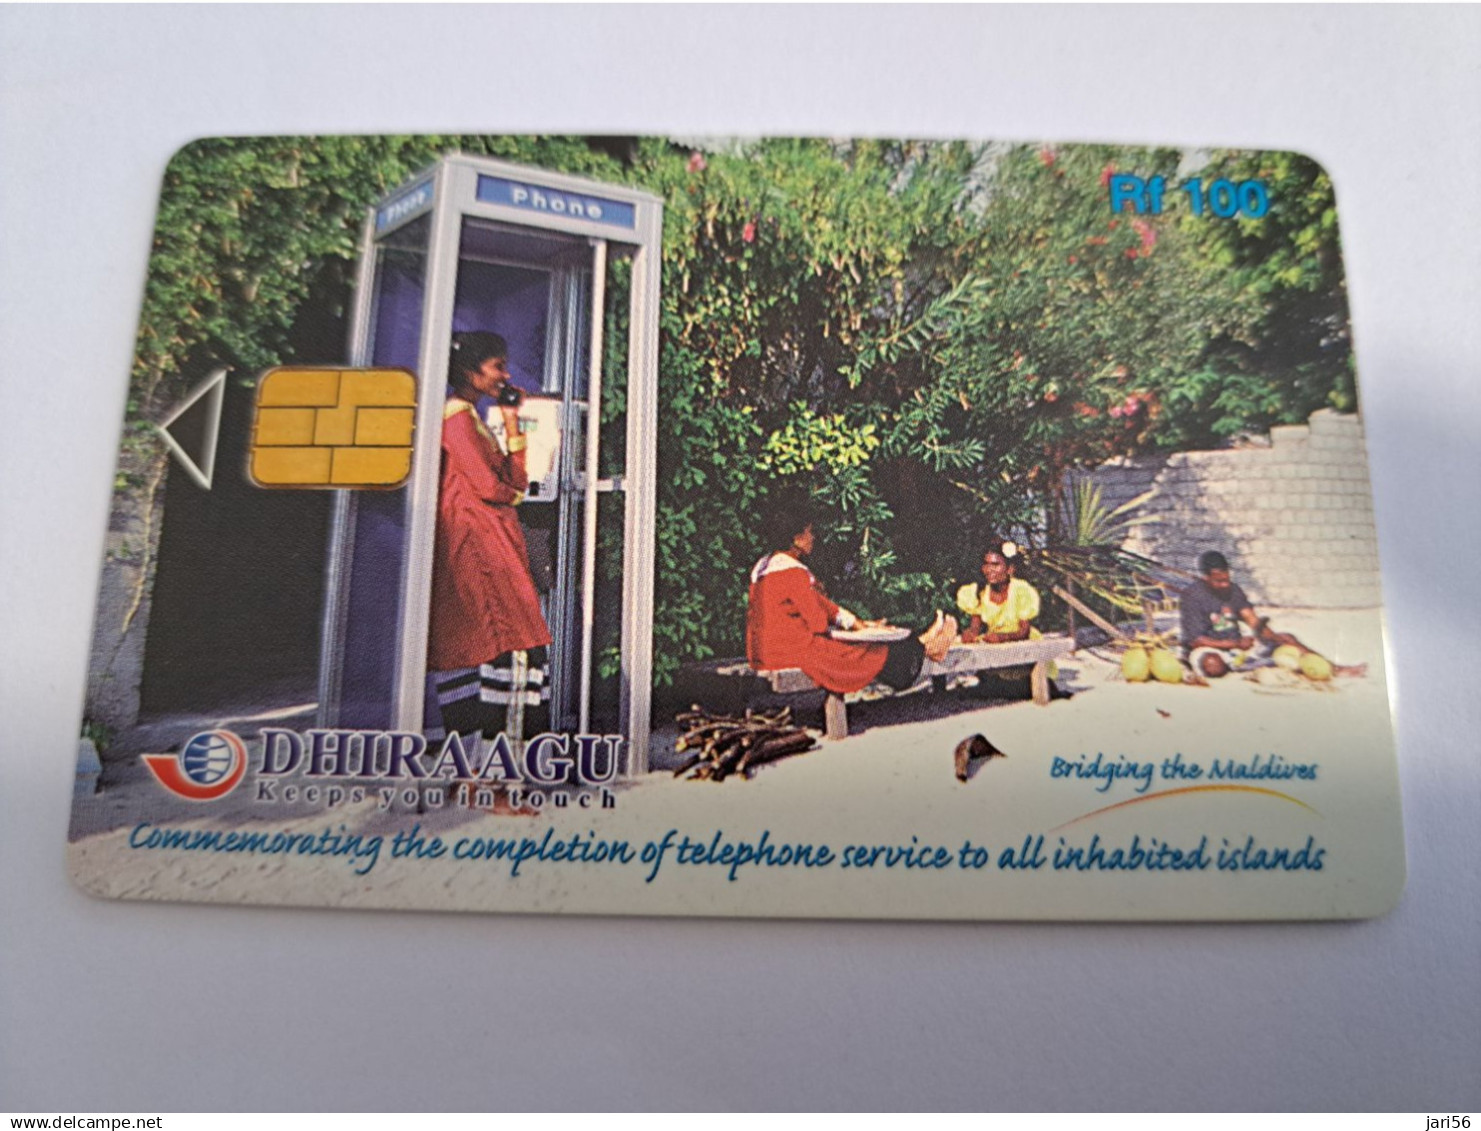 Phone
Phone
Rf 100
DHIRAAGU
Keeps you in touch
Bridging the Maldives
Commemorating the completion of telephone service to all inhabited islands
delcampe.net
jari56